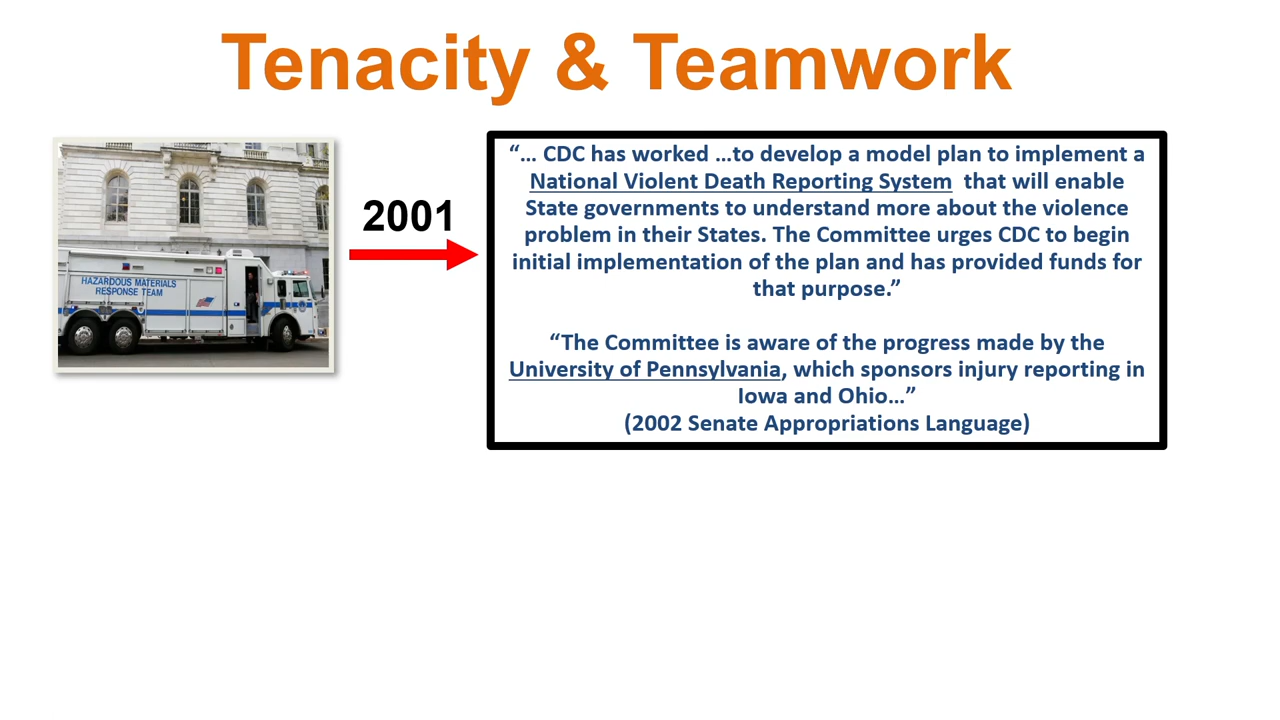 Tenacity & Teamwork
HAZARDOUS MATERIALS
RESPONSE TEAM
2001
“… CDC has worked …to develop a model plan to implement a
National Violent Death Reporting System that will enable
State governments to understand more about the violence
problem in their States. The Committee urges CDC to begin
initial implementation of the plan and has provided funds for
that purpose.”
“The Committee is aware of the progress made by the
University of Pennsylvania, which sponsors injury reporting in
Iowa and Ohio…”
(2002 Senate Appropriations Language)